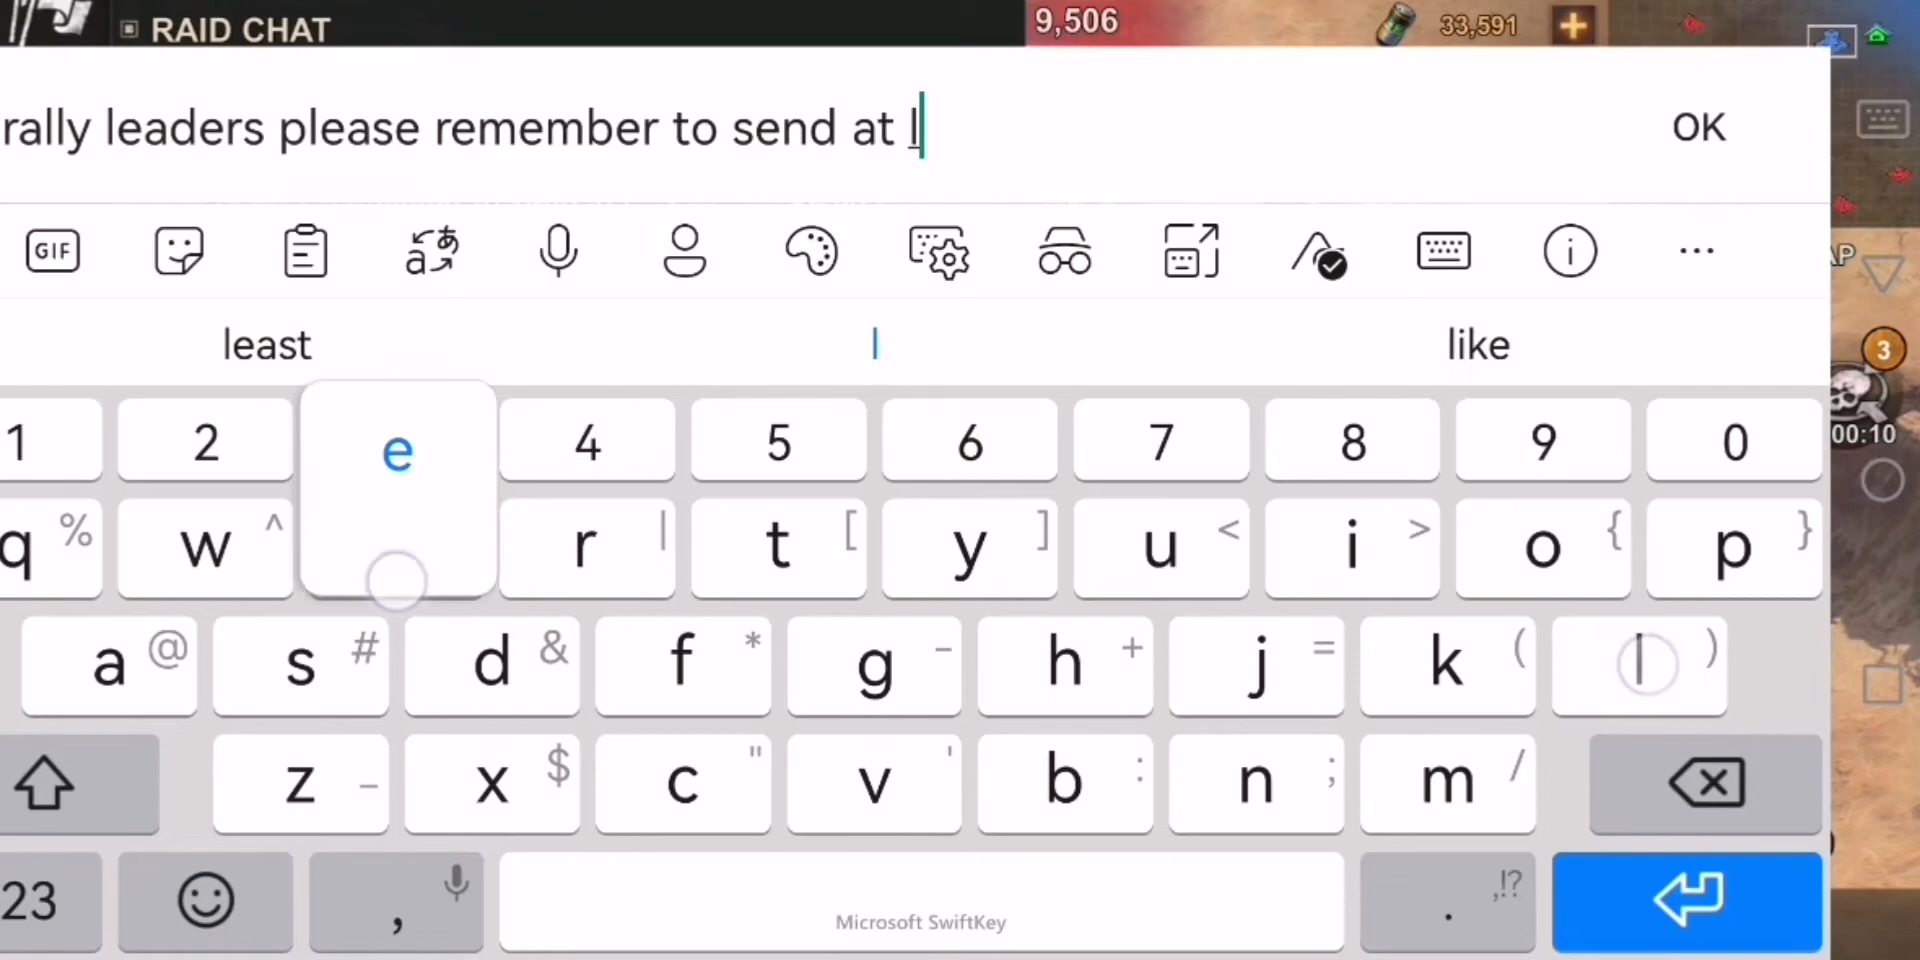 RAID CHAT
9,506
33,591
rally leaders please remember to send at l
OK
GIF
least
l
like
3
00:10
1 2 e 4 5 6 7 8 9 0
q % w ^ r | t [ y ] u < i > o { p }
a @ s # d & f * g - h + j = k ( l )
z _ x $ c " v ' b : n ; m /
23 , Microsoft SwiftKey . ,!?